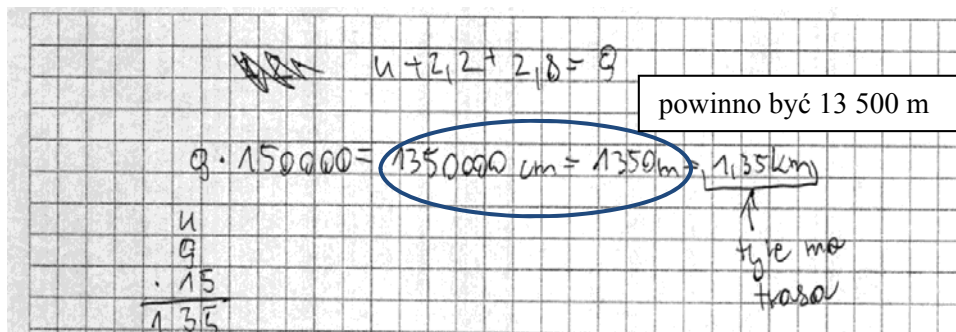 4 + 2,2 + 2,8 = 9
powinno być 13 500 m
9 · 150000 = 1350000 cm = 1350 m = 1,35 km
4
9
· 15
135
tyle ma
trasa